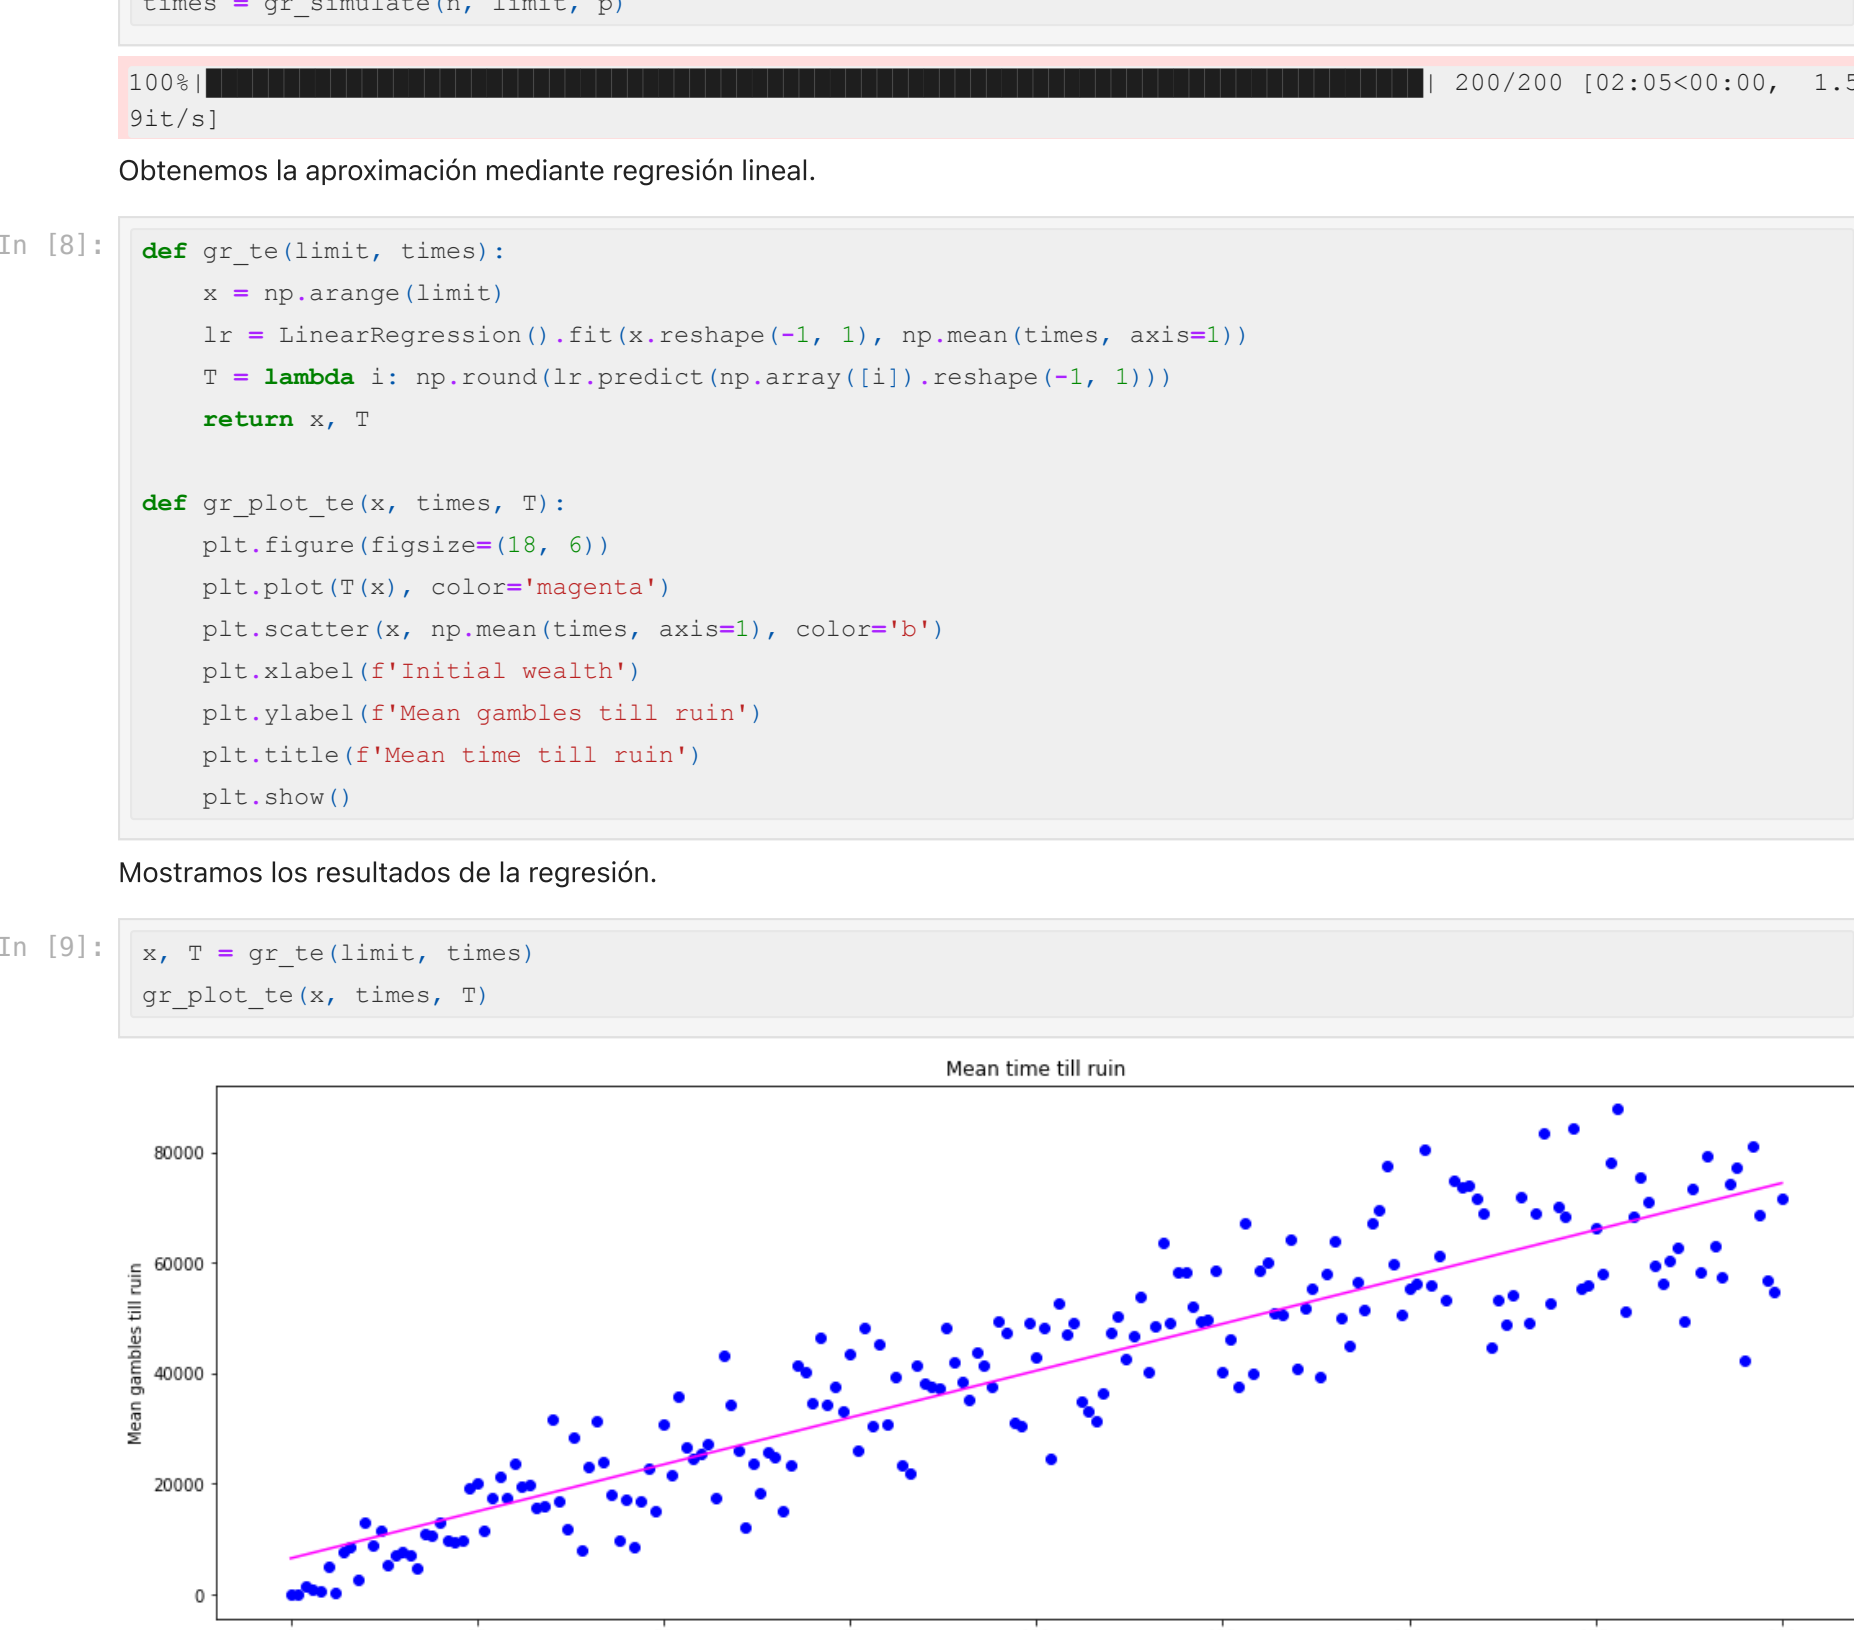 times = gr_simulate(n, limit, p)
100%|██████████| 200/200 [02:05<00:00,  1.5
9it/s]
Obtenemos la aproximación mediante regresión lineal.
In [8]:
def gr_te(limit, times):
    x = np.arange(limit)
    lr = LinearRegression().fit(x.reshape(-1, 1), np.mean(times, axis=1))
    T = lambda i: np.round(lr.predict(np.array([i]).reshape(-1, 1)))
    return x, T
def gr_plot_te(x, times, T):
    plt.figure(figsize=(18, 6))
    plt.plot(T(x), color='magenta')
    plt.scatter(x, np.mean(times, axis=1), color='b')
    plt.xlabel(f'Initial wealth')
    plt.ylabel(f'Mean gambles till ruin')
    plt.title(f'Mean time till ruin')
    plt.show()
Mostramos los resultados de la regresión.
In [9]:
x, T = gr_te(limit, times)
gr_plot_te(x, times, T)
Mean time till ruin
Mean gambles till ruin
80000
60000
40000
20000
0